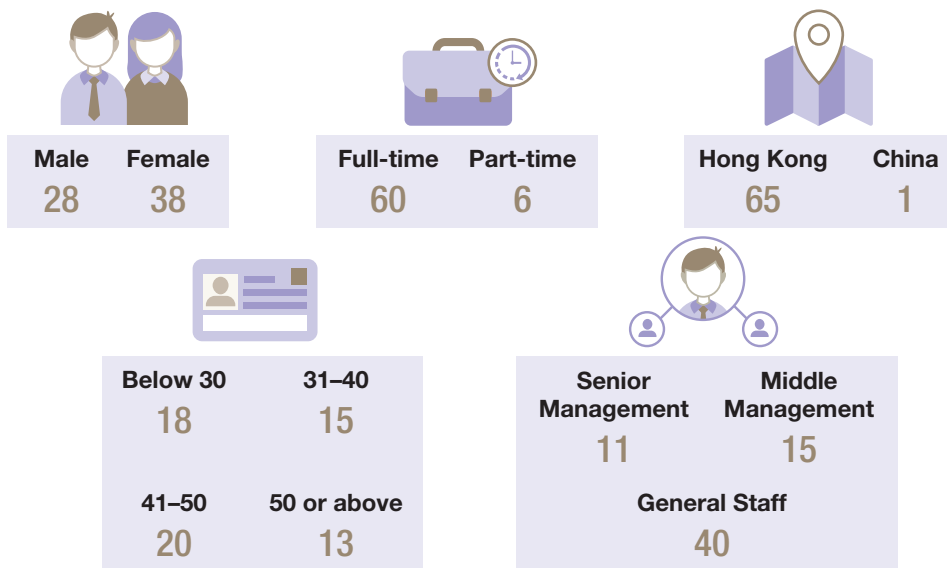 Male Female
28 38
Full-time Part-time
60 6
Hong Kong China
65 1
Below 30 31–40
18 15
41–50 50 or above
20 13
Senior Management
Middle Management
11 15
General Staff
40